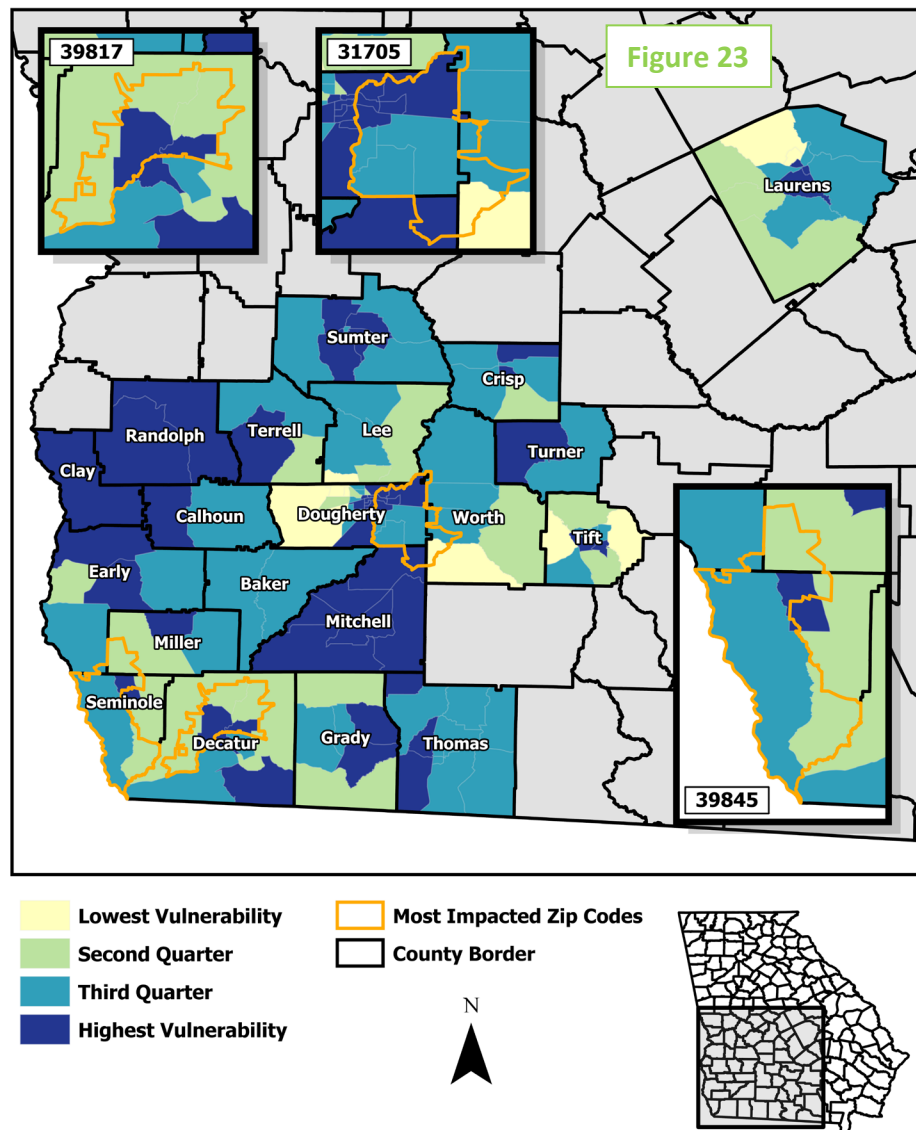 39817
31705
Figure 23
Laurens
Sumter
Crisp
Randolph
Terrell
Lee
Turner
Clay
Calhoun
Dougherty
Worth
Tift
Early
Baker
Mitchell
Miller
Seminole
Decatur
Grady
Thomas
39845
Lowest Vulnerability
Second Quarter
Third Quarter
Highest Vulnerability
Most Impacted Zip Codes
County Border
N